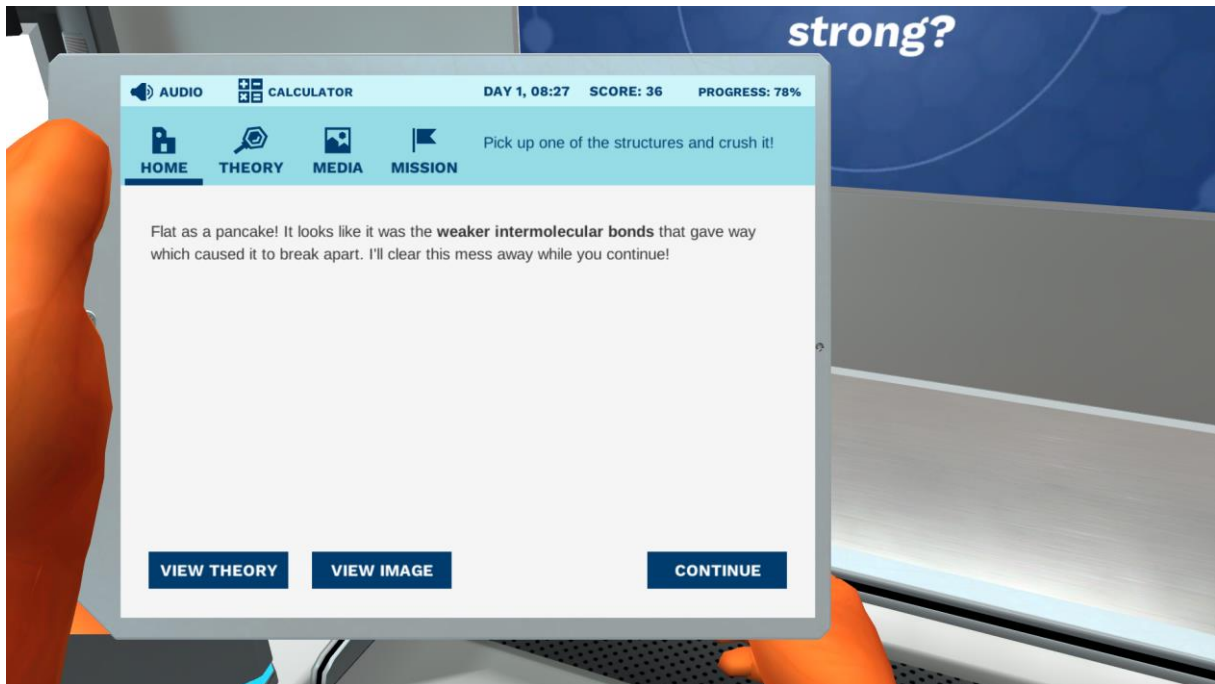 strong?
AUDIO CALCULATOR DAY 1, 08:27 SCORE: 36 PROGRESS: 78%
HOME THEORY MEDIA MISSION Pick up one of the structures and crush it!
Flat as a pancake! It looks like it was the weaker intermolecular bonds that gave way
which caused it to break apart. I'll clear this mess away while you continue!
VIEW THEORY VIEW IMAGE CONTINUE